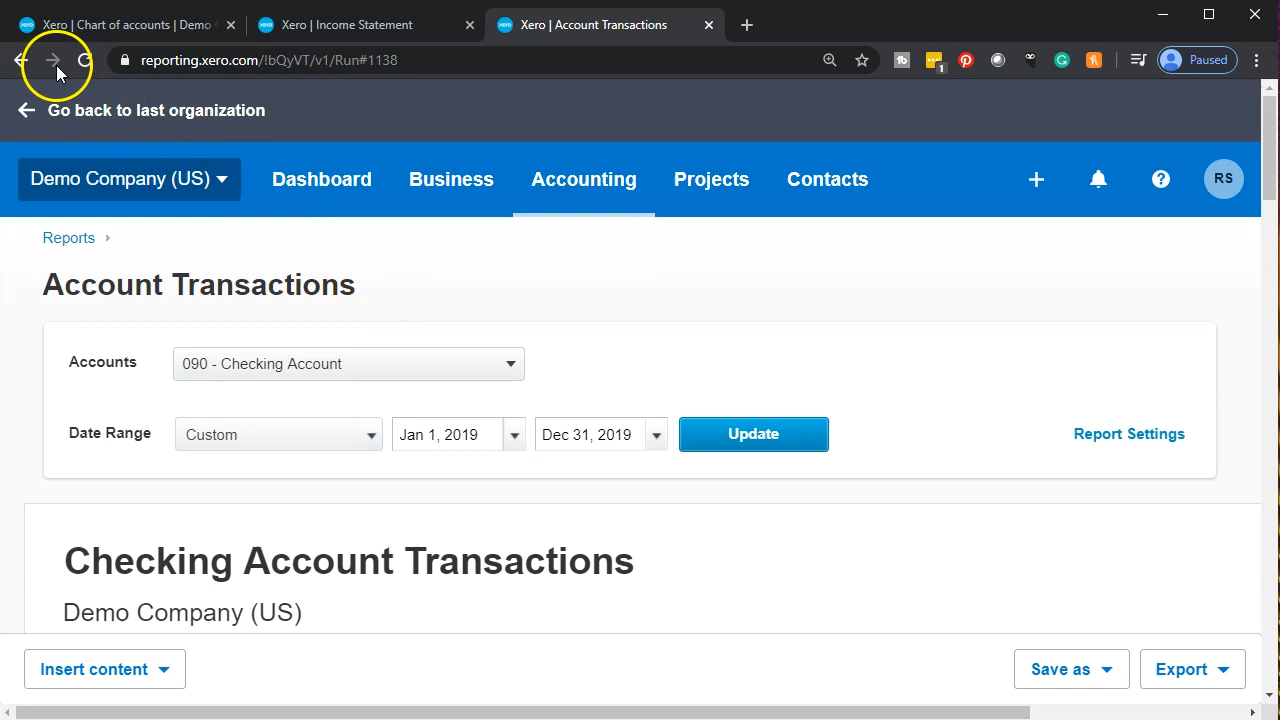 Xero | Chart of accounts | Demo
Xero | Income Statement
Xero | Account Transactions
reporting.xero.com/!bQyVT/v1/Run#1138
1
Paused
Go back to last organization
Demo Company (US)
Dashboard
Business
Accounting
Projects
Contacts
RS
Reports
Account Transactions
Accounts
090 - Checking Account
Date Range
Custom
Jan 1, 2019
Dec 31, 2019
Update
Report Settings
Checking Account Transactions
Demo Company (US)
Insert content
Save as
Export